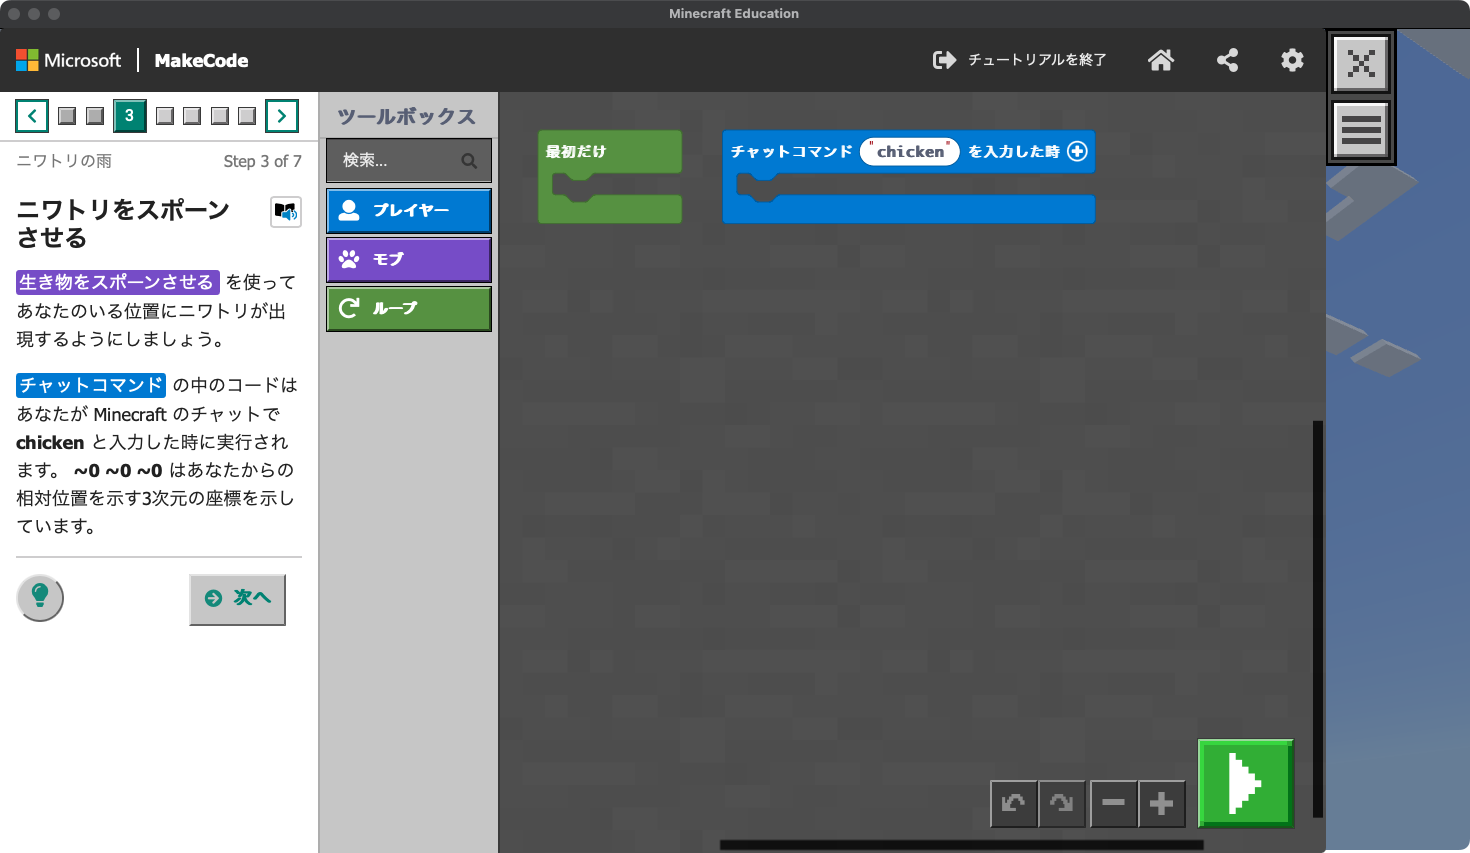 Minecraft Education
Microsoft | MakeCode
チュートリアルを終了
3
ニワトリの雨
Step 3 of 7
ニワトリをスポーン
させる
生き物をスポーンさせる を使って
あなたのいる位置にニワトリが出
現するようにしましょう。
チャットコマンド の中のコードは
あなたが Minecraft のチャットで
chicken と入力した時に実行され
ます。 ~0 ~0 ~0 はあなたからの
相対位置を示す3次元の座標を示し
ています。
次へ
ツールボックス
検索...
プレイヤー
モブ
ループ
最初だけ
チャットコマンド "chicken" を入力した時